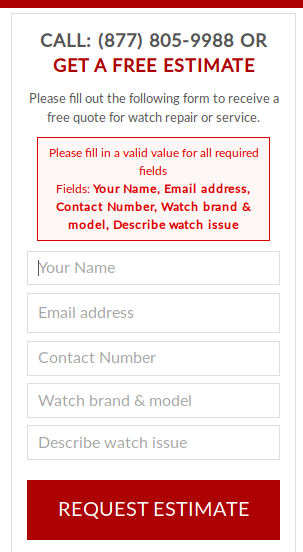 CALL: (877) 805-9988 OR
GET A FREE ESTIMATE
Please fill out the following form to receive a
free quote for watch repair or service.
Please fill in a valid value for all required
fields
Fields: Your Name, Email address,
Contact Number, Watch brand &
model, Describe watch issue
Your Name
Email address
Contact Number
Watch brand & model
Describe watch issue
REQUEST ESTIMATE